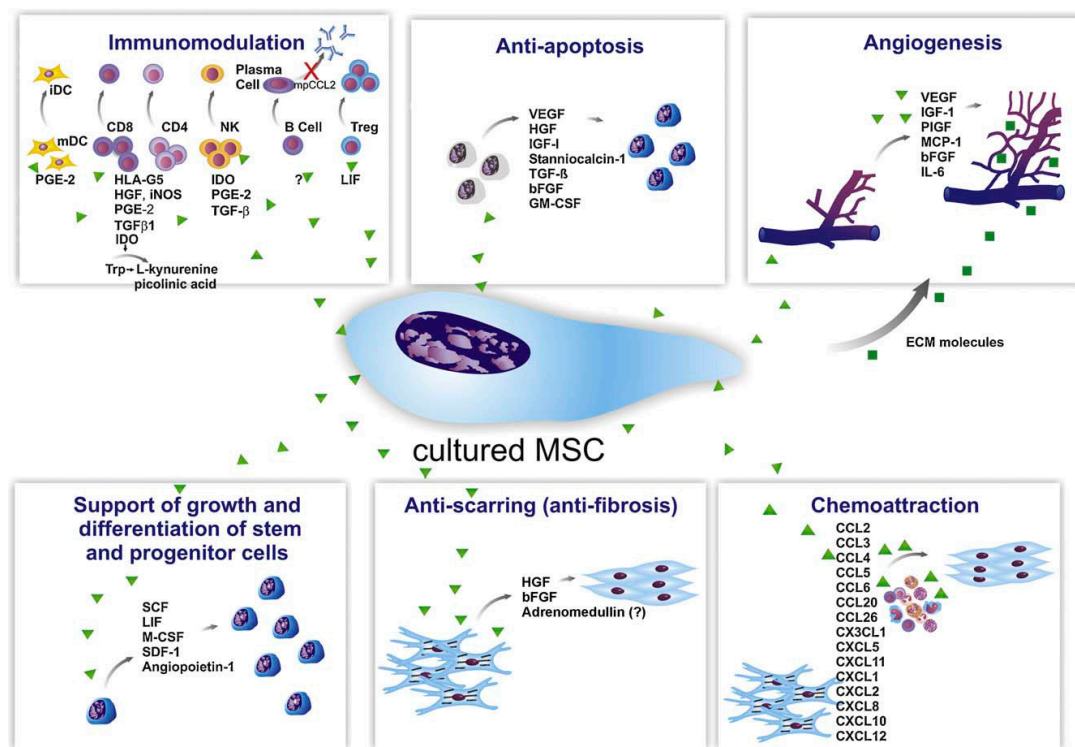 Immunomodulation
iDC
Plasma
Cell
mpCCL2
mDC
CD8
CD4
NK
B Cell
Treg
PGE-2
HLA-G5
HGF, iNOS
PGE-2
TGFβ1
IDO
IDO
PGE-2
TGF-β
?
LIF
Trp L-kynurenine
picolinic acid
Anti-apoptosis
VEGF
HGF
IGF-I
Stanniocalcin-1
TGF-ß
bFGF
GM-CSF
Angiogenesis
VEGF
IGF-1
PlGF
MCP-1
bFGF
IL-6
ECM molecules
cultured MSC
Support of growth and
differentiation of stem
and progenitor cells
SCF
LIF
M-CSF
SDF-1
Angiopoietin-1
Anti-scarring (anti-fibrosis)
HGF
bFGF
Adrenomedullin (?)
Chemoattraction
CCL2
CCL3
CCL4
CCL5
CCL6
CCL20
CCL26
CX3CL1
CXCL5
CXCL11
CXCL1
CXCL2
CXCL8
CXCL10
CXCL12